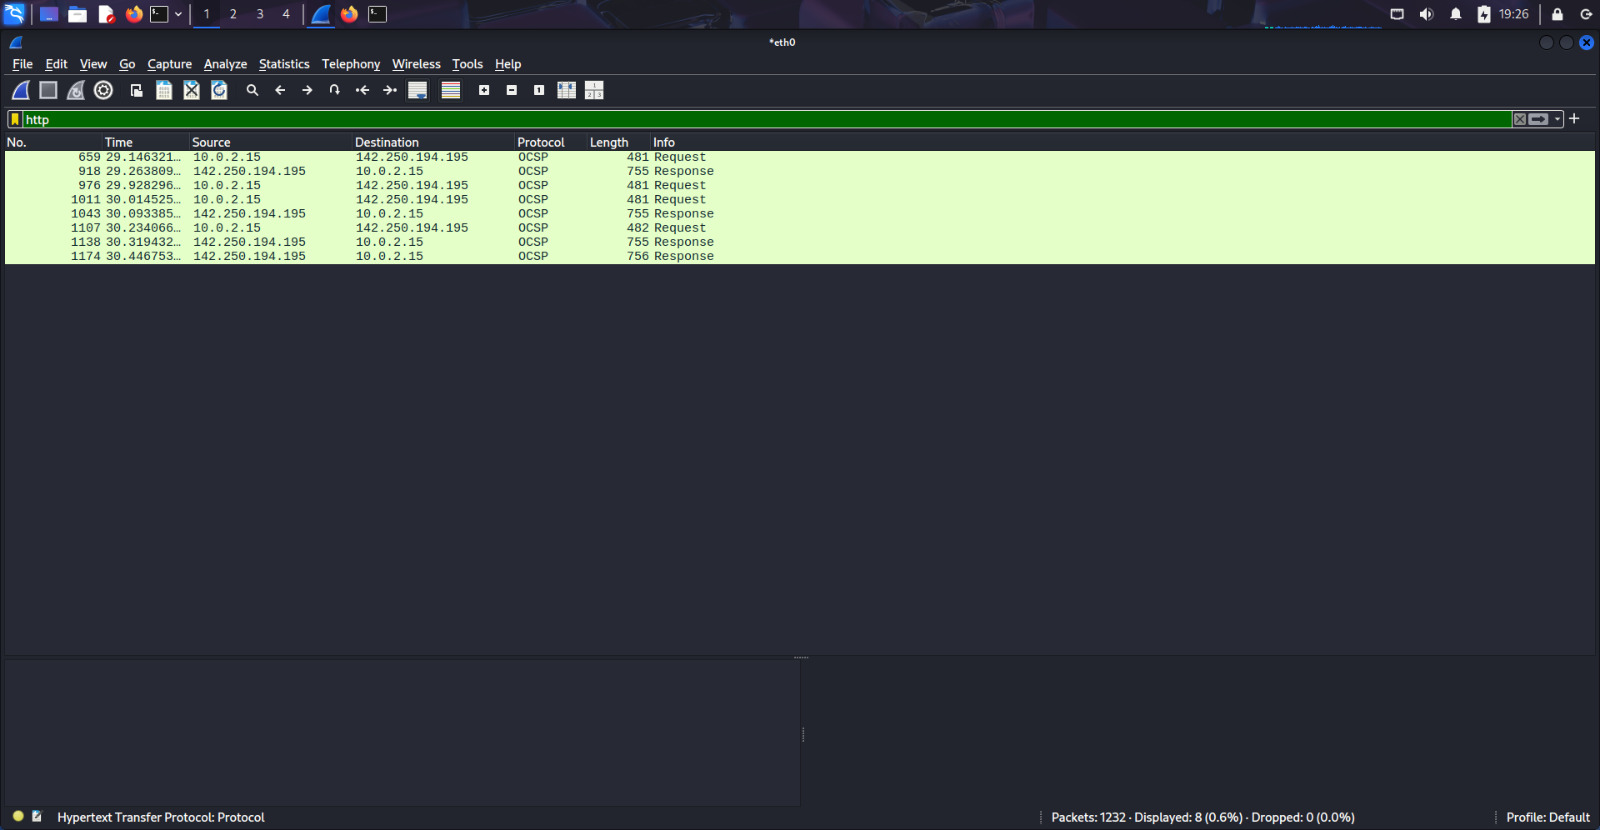 1 2 3 4 19:26
*eth0
File Edit View Go Capture Analyze Statistics Telephony Wireless Tools Help
http
No. Time Source Destination Protocol Length Info
659 29.146321… 10.0.2.15 142.250.194.195 OCSP 481 Request
918 29.263809… 142.250.194.195 10.0.2.15 OCSP 755 Response
976 29.928296… 10.0.2.15 142.250.194.195 OCSP 481 Request
1011 30.014525… 10.0.2.15 142.250.194.195 OCSP 481 Request
1043 30.093385… 142.250.194.195 10.0.2.15 OCSP 755 Response
1107 30.234066… 10.0.2.15 142.250.194.195 OCSP 482 Request
1138 30.319432… 142.250.194.195 10.0.2.15 OCSP 755 Response
1174 30.446753… 142.250.194.195 10.0.2.15 OCSP 756 Response
Hypertext Transfer Protocol: Protocol Packets: 1232 · Displayed: 8 (0.6%) · Dropped: 0 (0.0%) Profile: Default